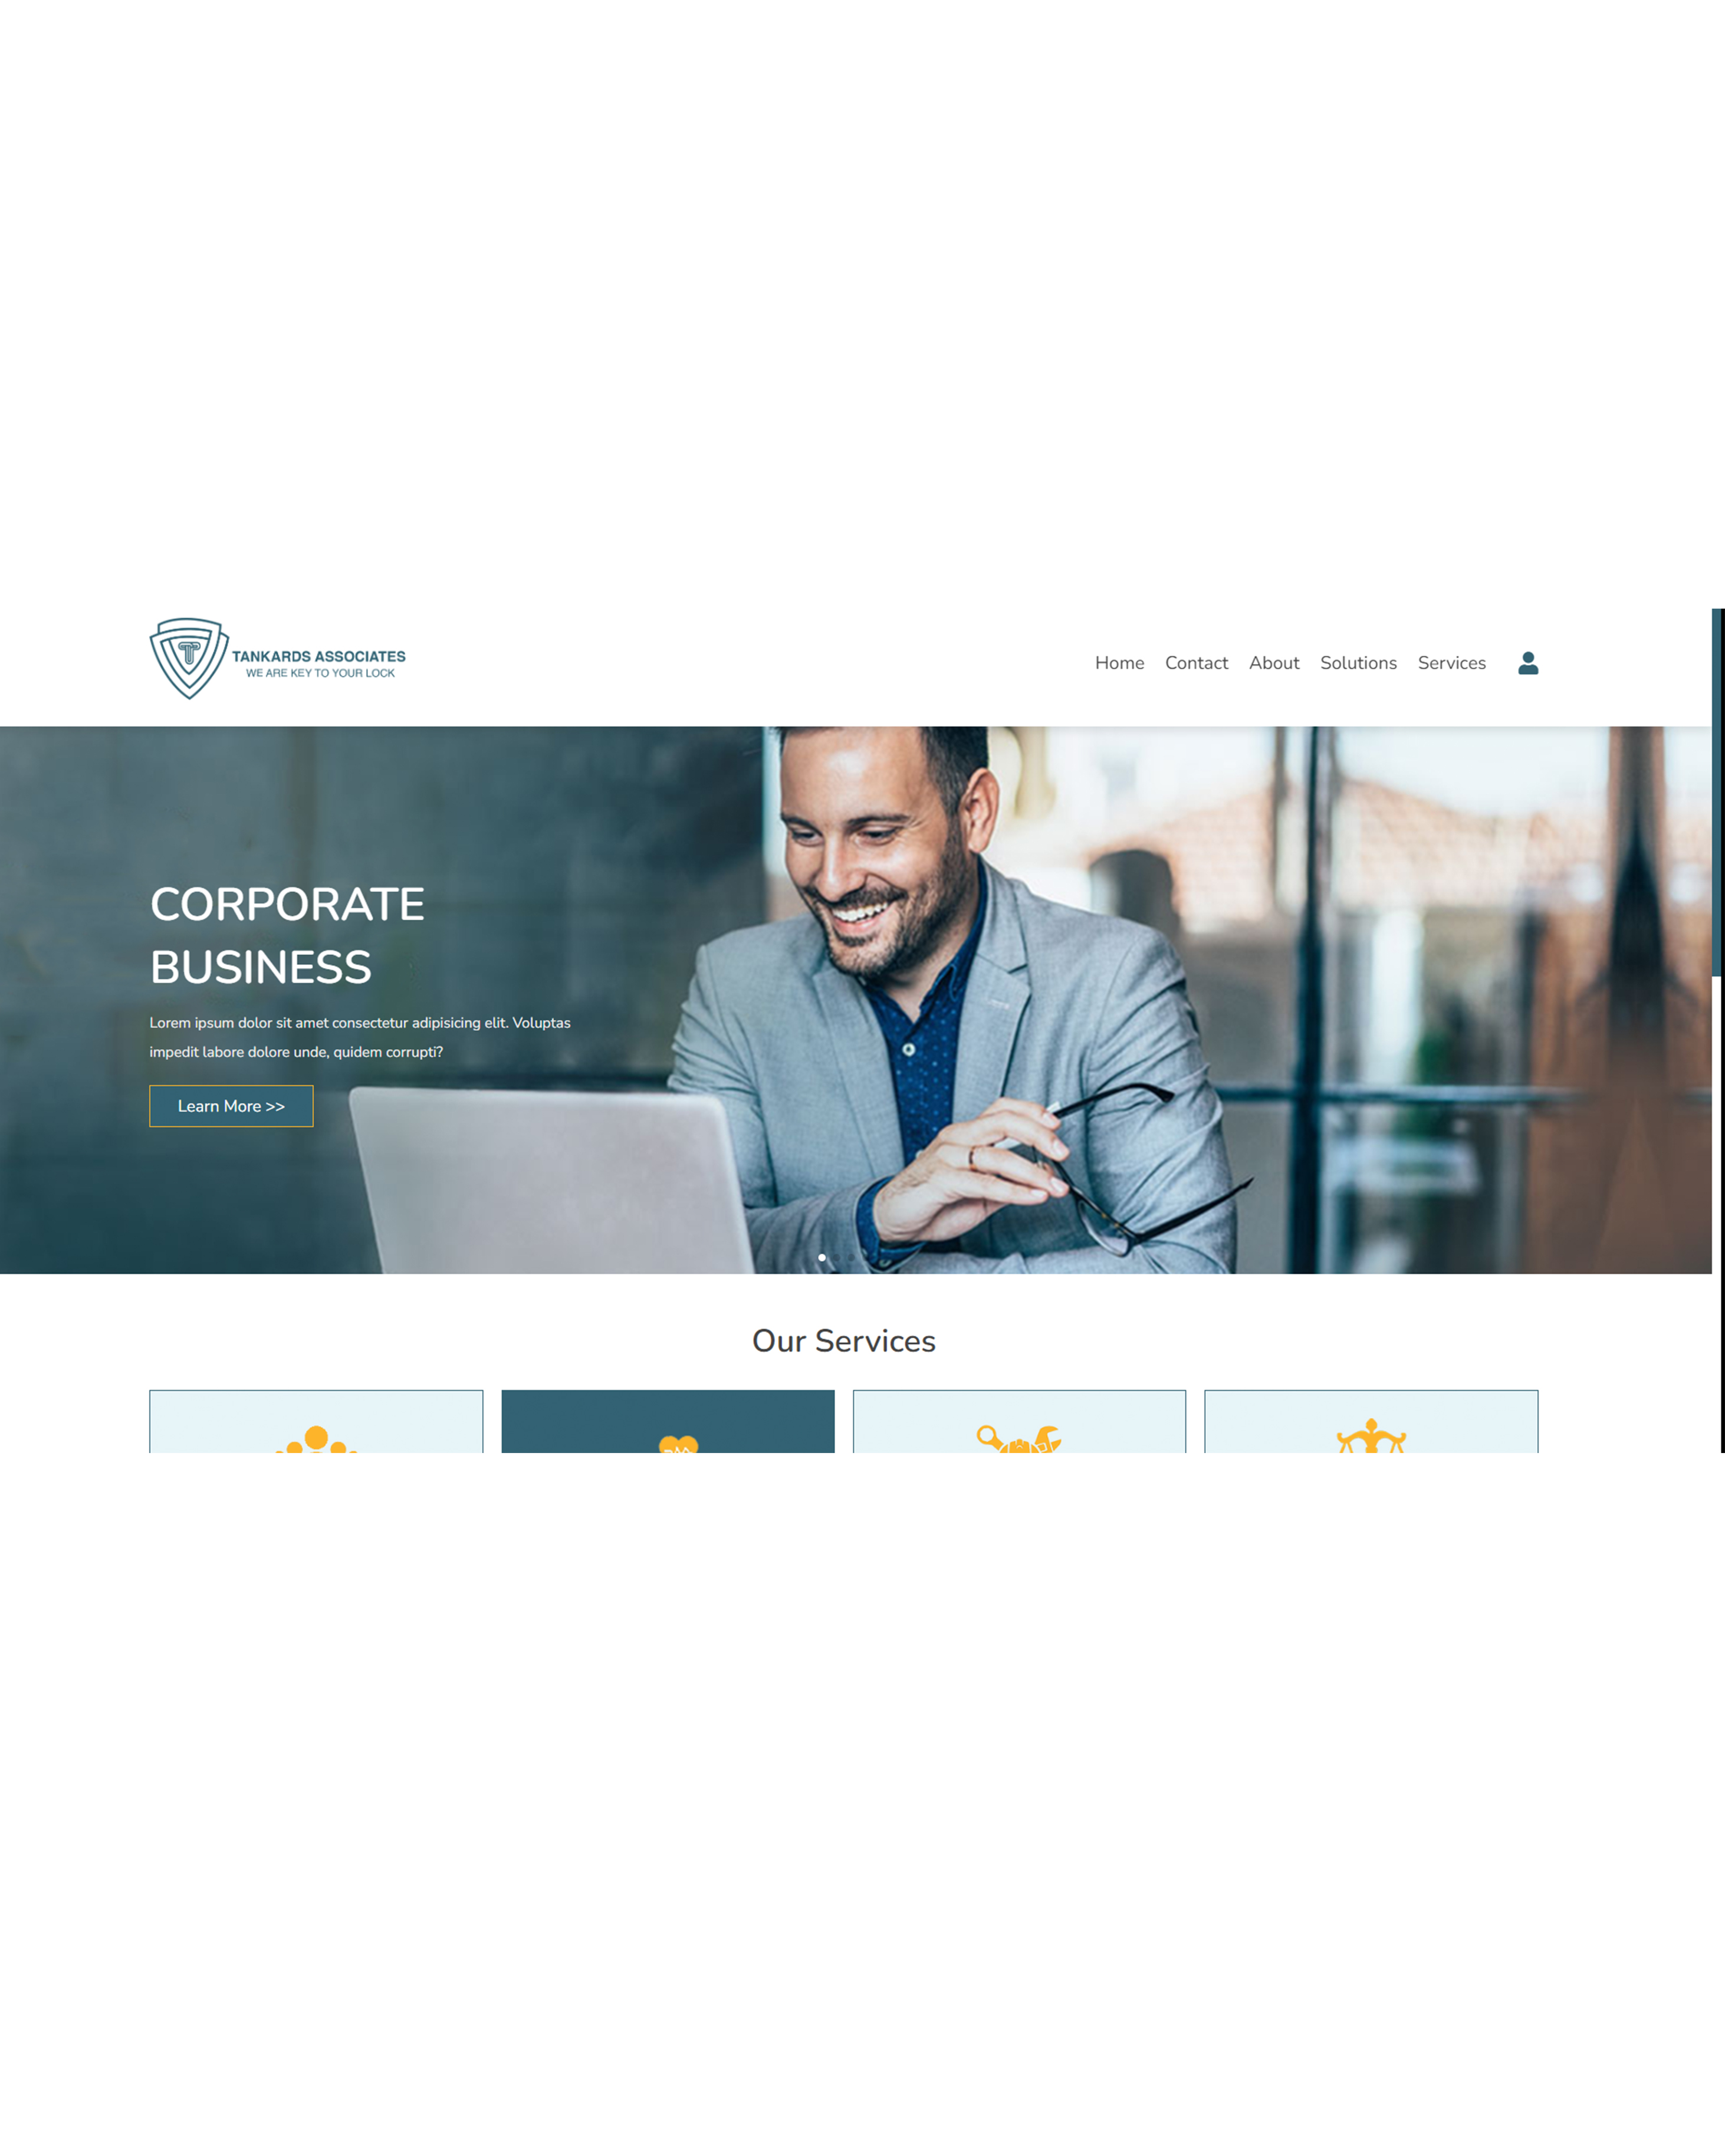 TANKARDS ASSOCIATES
WE ARE KEY TO YOUR LOCK
Home Contact About Solutions Services
CORPORATE
BUSINESS
Lorem ipsum dolor sit amet consectetur adipisicing elit. Voluptas
impedit labore dolore unde, quidem corrupti?
Learn More >>
Our Services